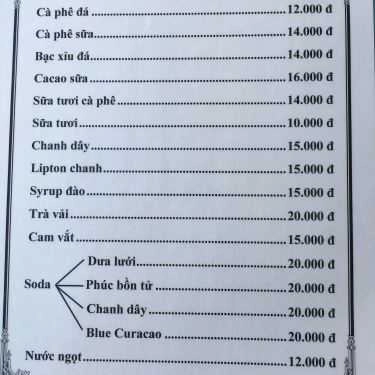 Cà phê đá 12.000 đ
Cà phê sữa 14.000 đ
Bạc xíu đá 14.000 đ
Cacao sữa 16.000 đ
Sữa tươi cà phê 14.000 đ
Sữa tươi 10.000 đ
Chanh dây 15.000 đ
Lipton chanh 15.000 đ
Syrup đào 15.000 đ
Trà vải 20.000 đ
Cam vắt 15.000 đ
Dưa lưới 20.000 đ
Soda Phúc bồn tử 20.000 đ
Chanh dây 20.000 đ
Blue Curacao 20.000 đ
Nước ngọt 12.000 đ